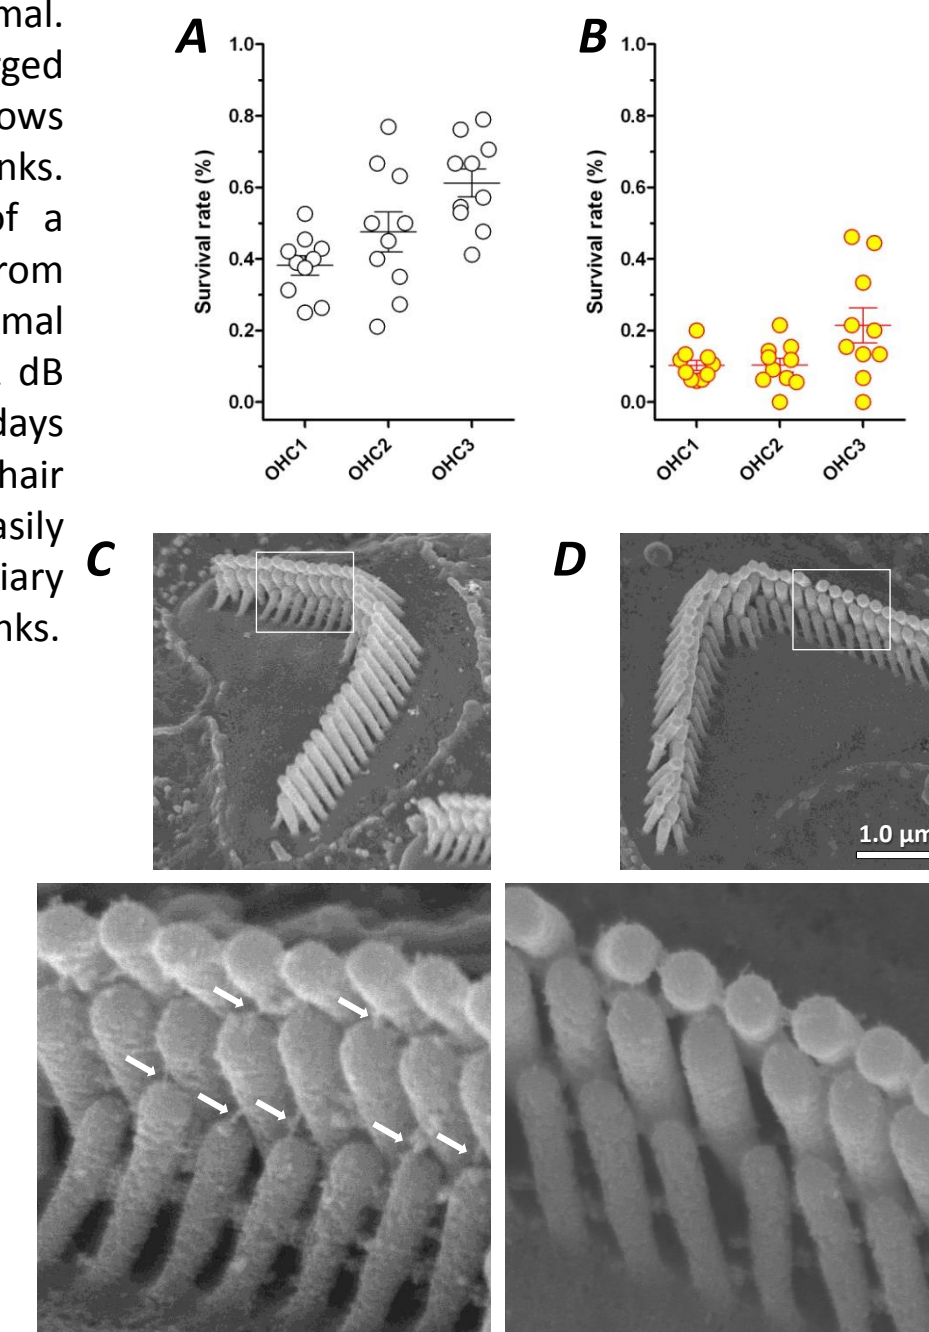 mal.
ged
ows
nks.
of a
rom
mal
dB
days
hair
asily
iary
nks.
A
1.0
0.8
0.6
0.4
0.2
0.0
Survival rate (%)
OHC1
OHC2
OHC3
B
1.0
0.8
0.6
0.4
0.2
0.0
Survival rate (%)
OHC1
OHC2
OHC3
C
D
1.0 µm